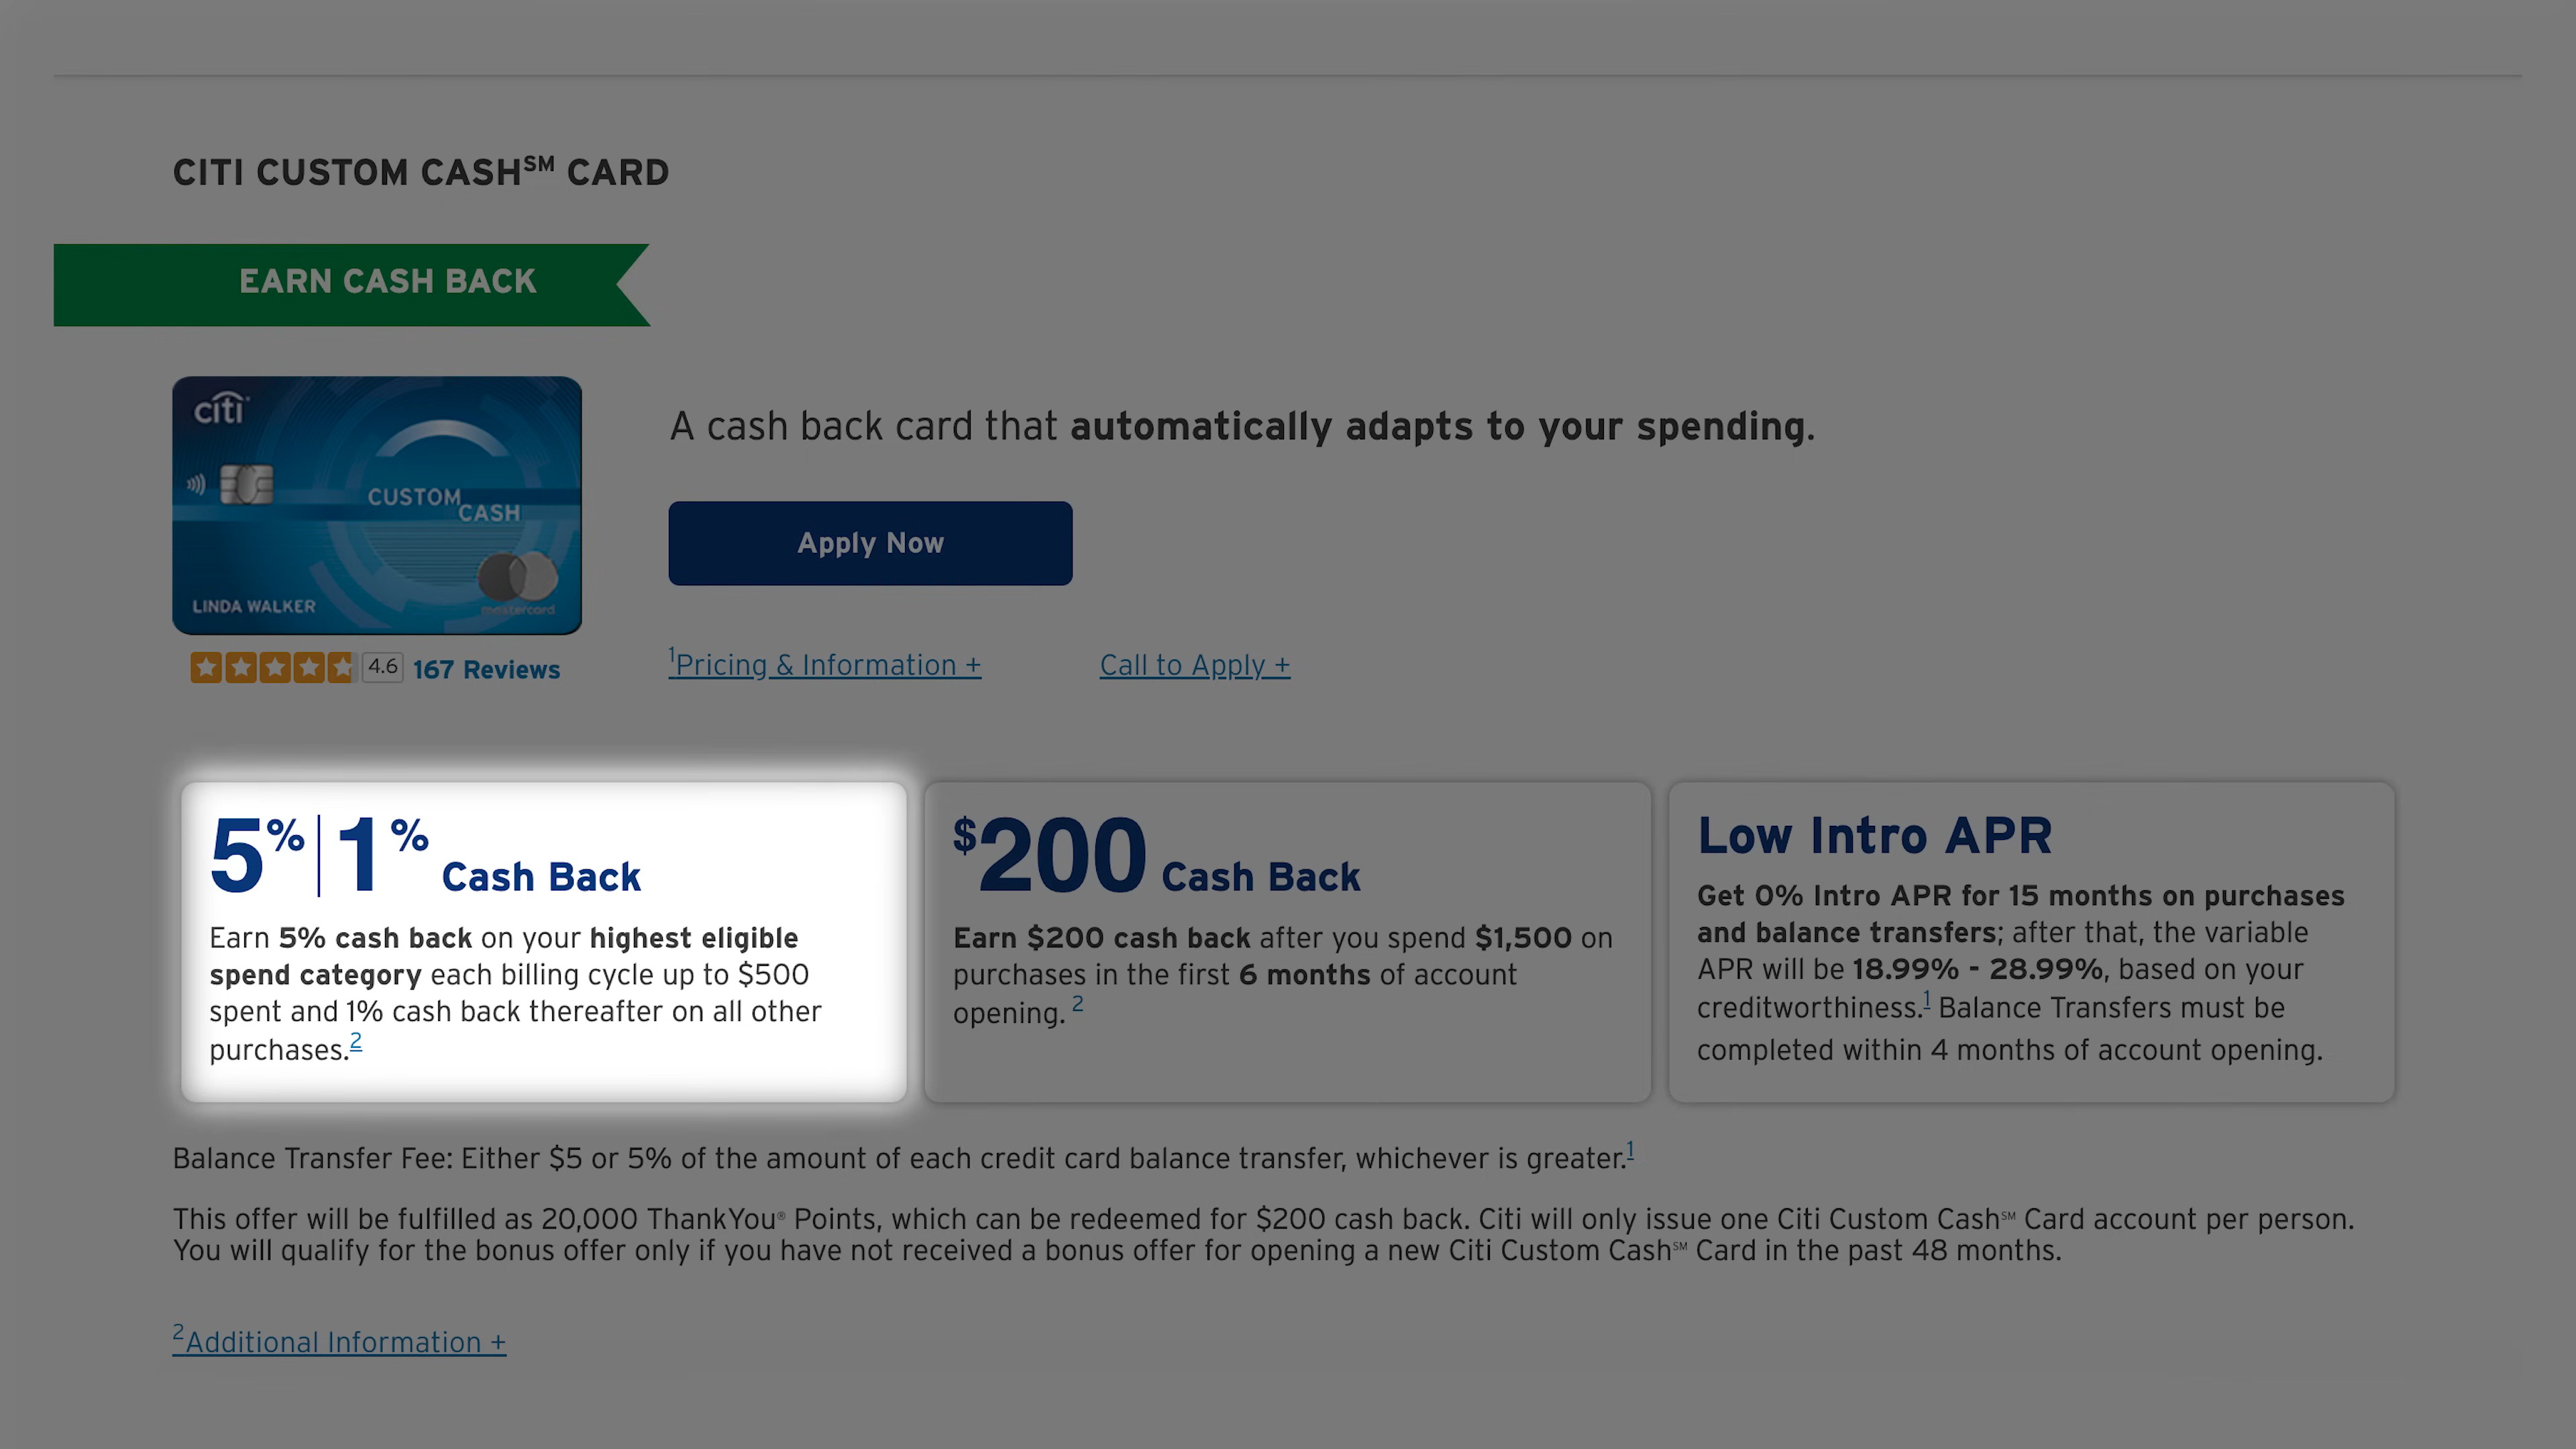 CITI CUSTOM CASH℠ CARD
EARN CASH BACK
citi
CUSTOM
CASH
LINDA WALKER
mastercard
4.6 167 Reviews
A cash back card that automatically adapts to your spending.
Apply Now
¹Pricing & Information +
Call to Apply +
5% | 1% Cash Back
Earn 5% cash back on your highest eligible
spend category each billing cycle up to $500
spent and 1% cash back thereafter on all other
purchases.²
$200 Cash Back
Earn $200 cash back after you spend $1,500 on
purchases in the first 6 months of account
opening. ²
Low Intro APR
Get 0% Intro APR for 15 months on purchases
and balance transfers; after that, the variable
APR will be 18.99% - 28.99%, based on your
creditworthiness.¹ Balance Transfers must be
completed within 4 months of account opening.
Balance Transfer Fee: Either $5 or 5% of the amount of each credit card balance transfer, whichever is greater.¹
This offer will be fulfilled as 20,000 ThankYou® Points, which can be redeemed for $200 cash back. Citi will only issue one Citi Custom Cash℠ Card account per person.
You will qualify for the bonus offer only if you have not received a bonus offer for opening a new Citi Custom Cash℠ Card in the past 48 months.
²Additional Information +